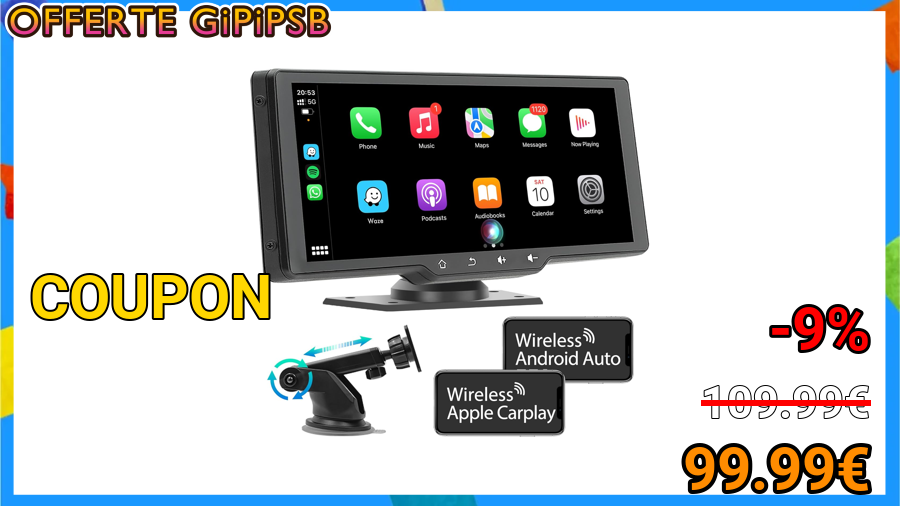 OFFERTE GiPiPSB
20:53
5G
Phone
1
Music
Maps
1120
Messages
Now Playing
Waze
Podcasts
Audiobooks
SAT
10
Calendar
Settings
COUPON
Wireless
Android Auto
Wireless
Apple Carplay
-9%
109.99€
99.99€